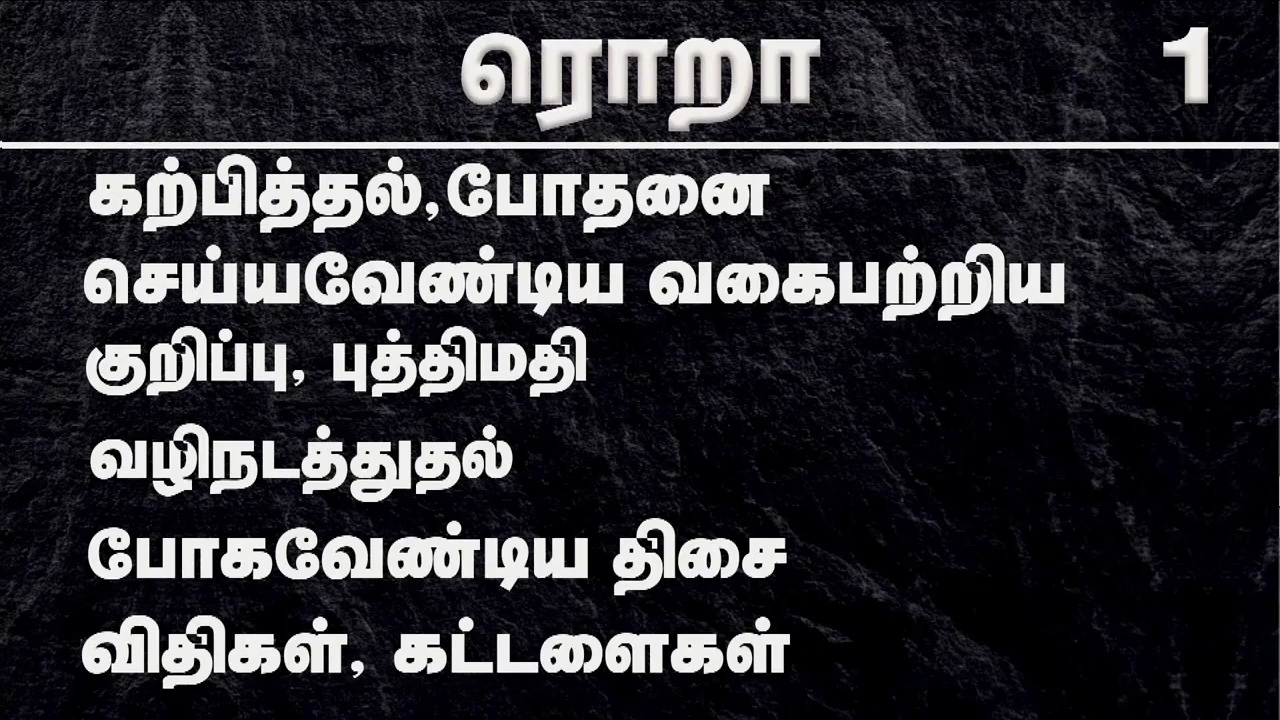 ரொறா 1
கற்பித்தல்,போதனை
செய்யவேண்டிய வகைபற்றிய
குறிப்பு, புத்திமதி
வழிநடத்துதல்
போகவேண்டிய திசை
விதிகள், கட்டளைகள்